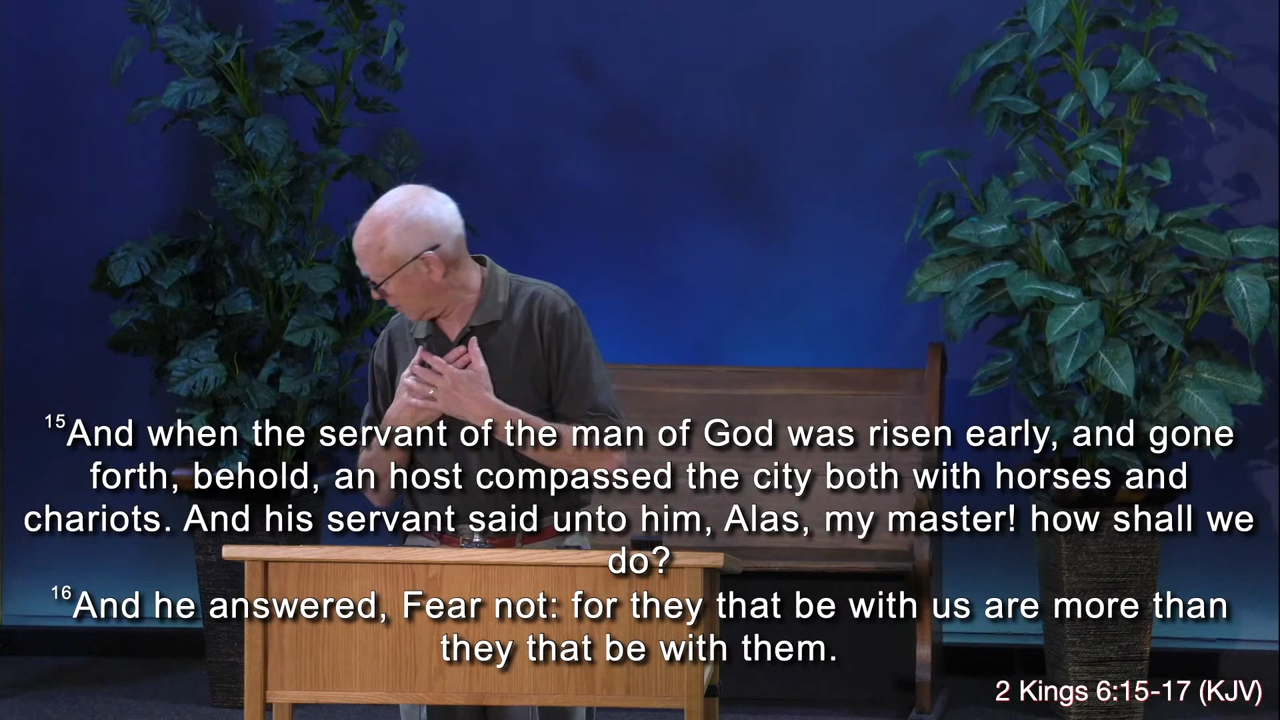 15And when the servant of the man of God was risen early, and gone
forth, behold, an host compassed the city both with horses and
chariots. And his servant said unto him, Alas, my master! how shall we
do?
16And he answered, Fear not: for they that be with us are more than
they that be with them.
2 Kings 6:15-17 (KJV)